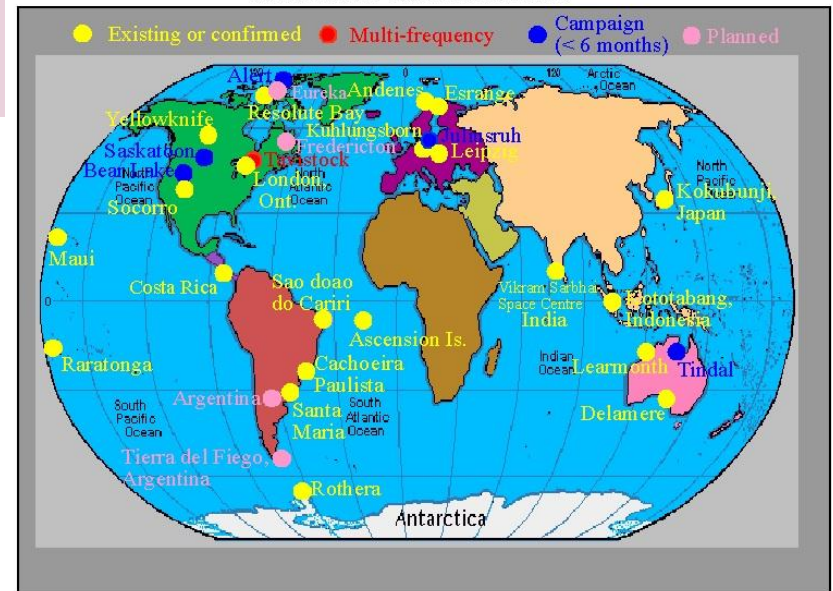 Existing or confirmed
Multi-frequency
Campaign
(< 6 months)
Planned
Alert
Eureka
Resolute Bay
Andenes
Esrange
Arctic
Ocean
120
0
120
Yellowknife
Kuhlungsborn
Juliusruh
Fredericton
Leipzig
Saskatoon
Tavistock
Bear Lake
North
Pacific
Ocean
London,
Ont.
North
Atlantic
Ocean
North
Pacific
Kokubunji,
Japan
Socorro
Maui
Costa Rica
Sao doao
do Cariri
Vikram Sarbhai
Space Centre
India
Kototabang,
Indonesia
0
Ascension Is.
Raratonga
Cachoeira
Paulista
Indian
Ocean
Learmonth
Tindal
Argentina
South
Pacific
Ocean
Santa
Maria
South
Atlantic
Ocean
Delamere
Tierra del Fiego,
Argentina
Rothera
Antarctica